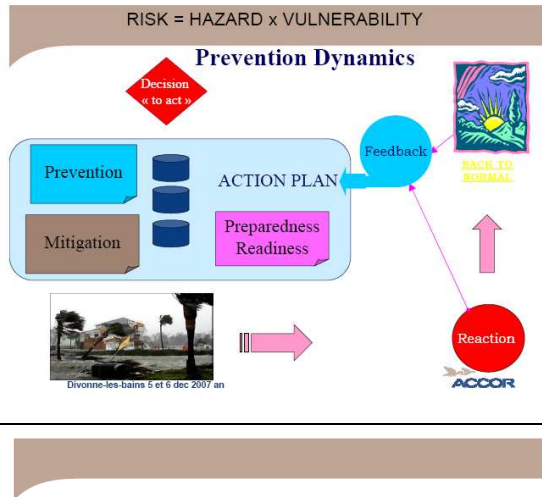 RISK = HAZARD x VULNERABILITY
Prevention Dynamics
Decision
« to act »
Feedback
BACK TO
NORMAL
Prevention
ACTION PLAN
Mitigation
Preparedness
Readiness
Reaction
Divonne-les-bains 5 et 6 dec 2007 an
ACCOR